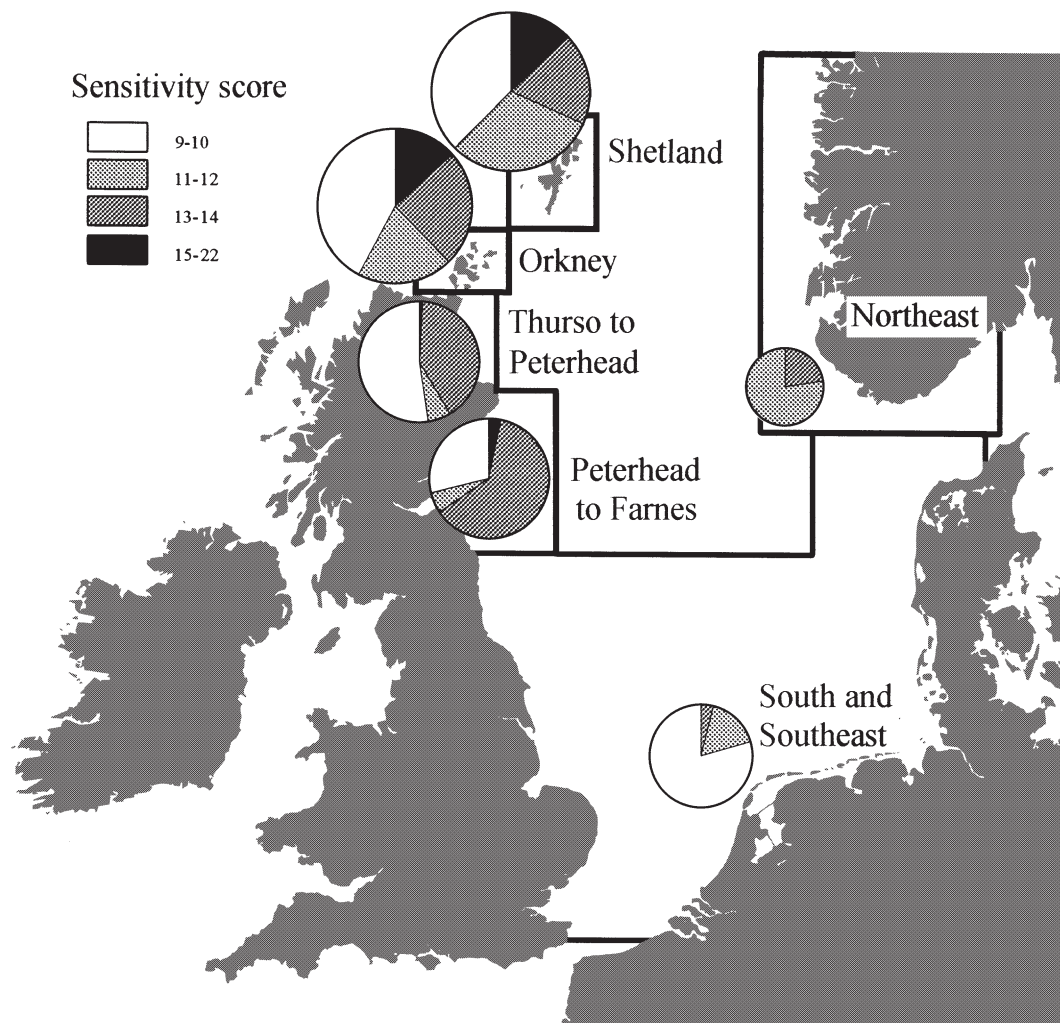 Sensitivity score
9-10
11-12
13-14
15-22
Shetland
Orkney
Thurso to
Peterhead
Northeast
Peterhead
to Farnes
South and
Southeast